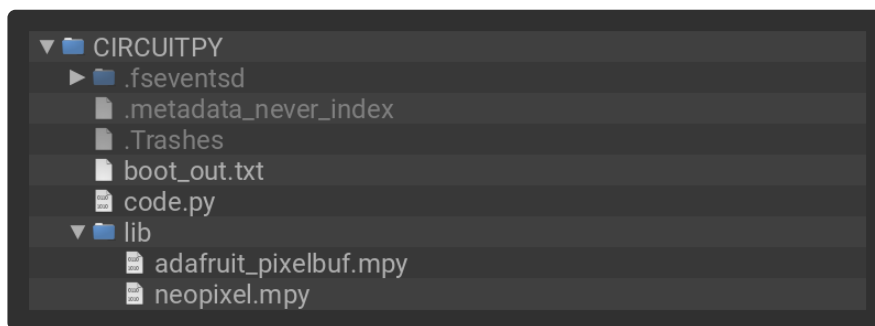 CIRCUITPY
.fseventsd
.metadata_never_index
.Trashes
boot_out.txt
code.py
lib
adafruit_pixelbuf.mpy
neopixel.mpy